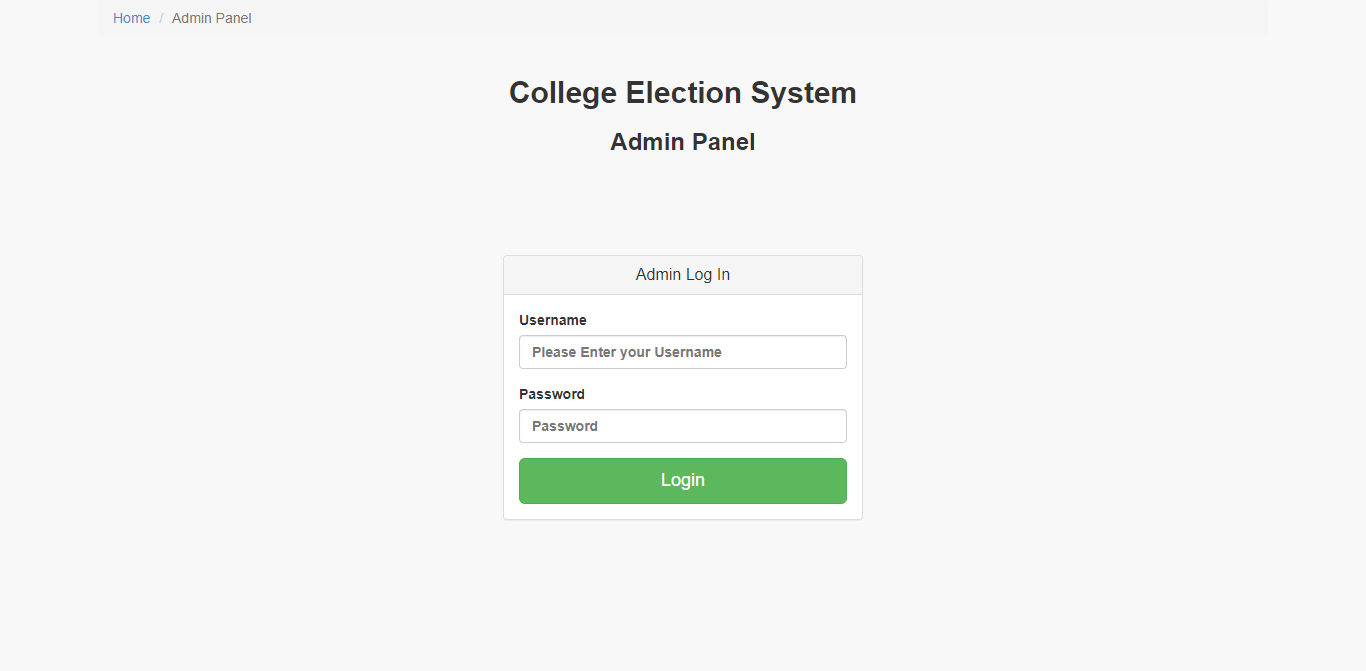 Home / Admin Panel
College Election System
Admin Panel
Admin Log In
Username
Please Enter your Username
Password
Password
Login